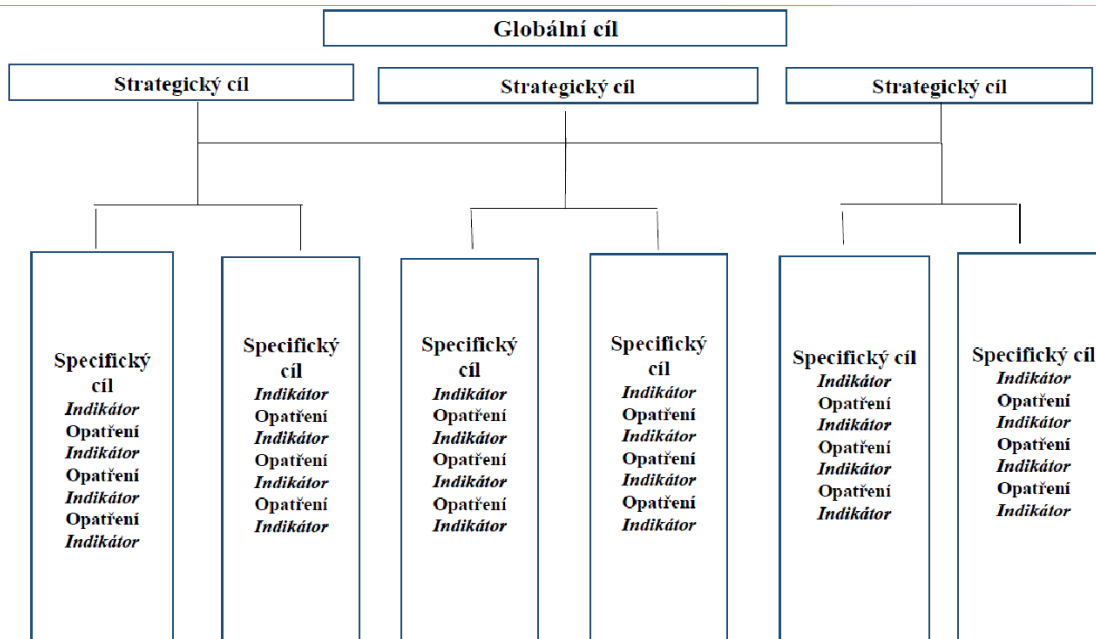 Globální cíl
Strategický cíl
Strategický cíl
Strategický cíl
Specifický
cíl
Indikátor
Opatření
Indikátor
Opatření
Indikátor
Opatření
Indikátor
Specifický
cíl
Indikátor
Opatření
Indikátor
Opatření
Indikátor
Opatření
Indikátor
Specifický
cíl
Indikátor
Opatření
Indikátor
Opatření
Indikátor
Opatření
Indikátor
Specifický
cíl
Indikátor
Opatření
Indikátor
Opatření
Indikátor
Opatření
Indikátor
Specifický cíl
Indikátor
Opatření
Indikátor
Opatření
Indikátor
Opatření
Indikátor
Specifický cíl
Indikátor
Opatření
Indikátor
Opatření
Indikátor
Opatření
Indikátor